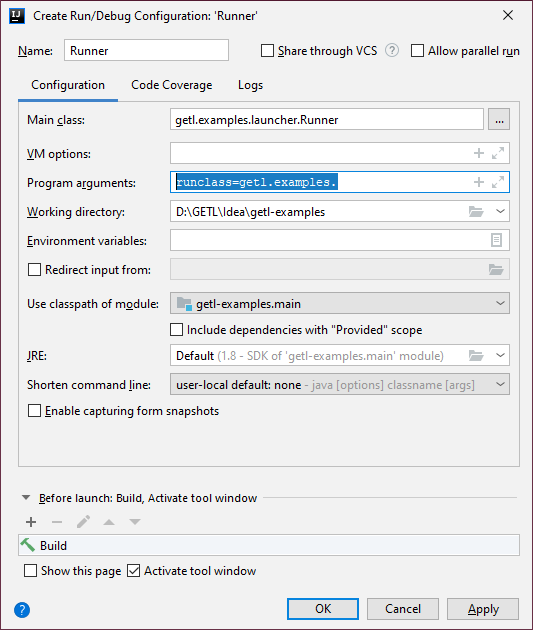 IJ Create Run/Debug Configuration: 'Runner'
Name: Runner Share through VCS ? Allow parallel run
Configuration Code Coverage Logs
Main class: getl.examples.launcher.Runner ...
VM options:
Program arguments: runclass=getl.examples.
Working directory: D:\GETL\Idea\getl-examples
Environment variables:
Redirect input from:
Use classpath of module: getl-examples.main
Include dependencies with "Provided" scope
JRE: Default (1.8 - SDK of 'getl-examples.main' module)
Shorten command line: user-local default: none - java [options] classname [args]
Enable capturing form snapshots
Before launch: Build, Activate tool window
Build
Show this page Activate tool window
? OK Cancel Apply